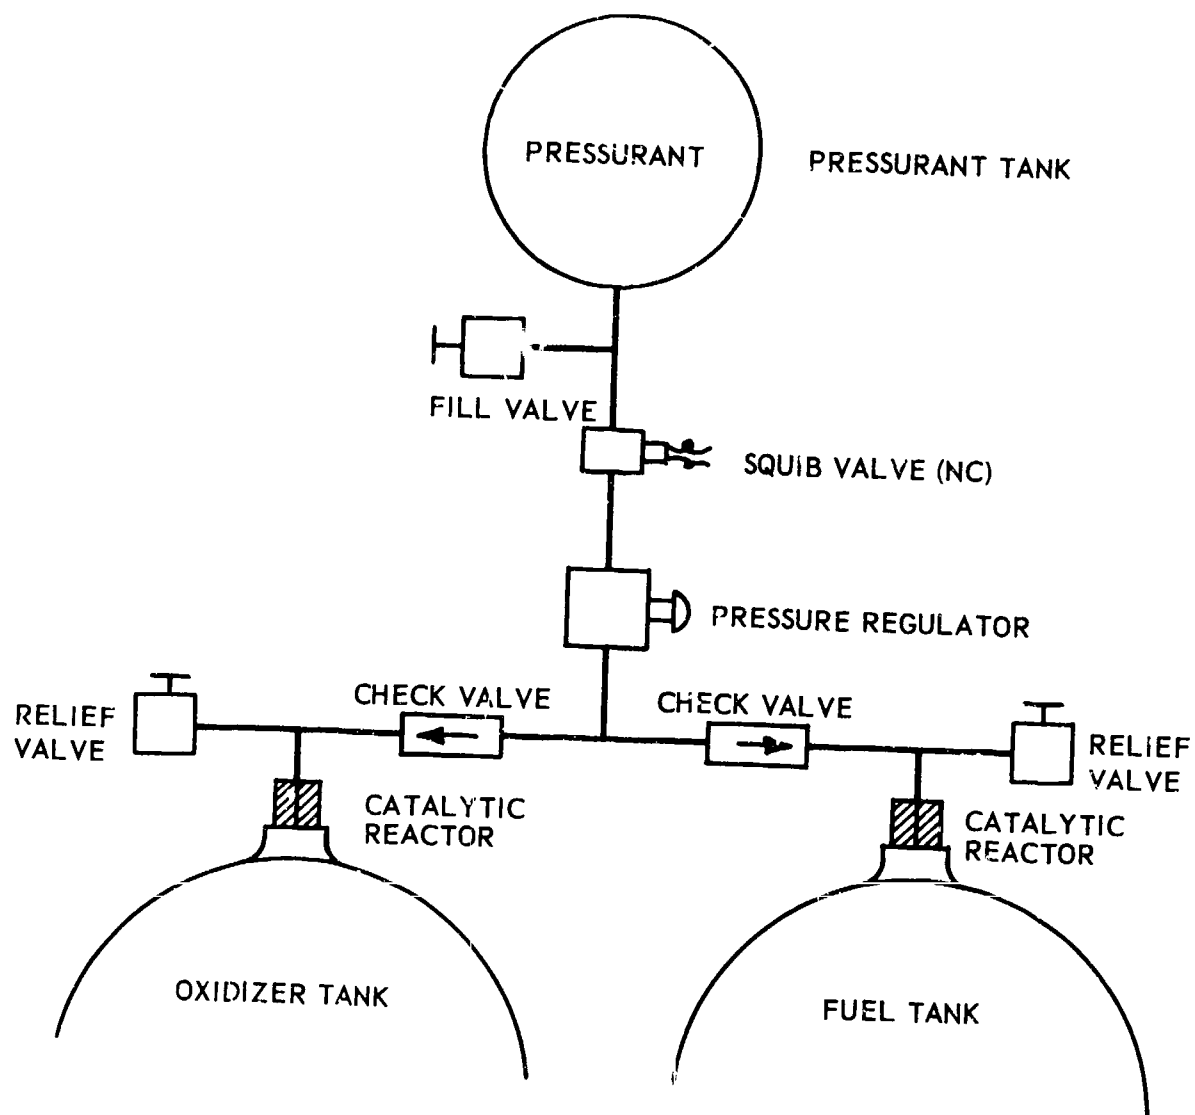 PRESSURANT
PRESSURANT TANK
FILL VALVE
SQUIB VALVE (NC)
PRESSURE REGULATOR
CHECK VALVE
CHECK VALVE
RELIEF
VALVE
RELIEF
VALVE
CATALYTIC
REACTOR
CATALYTIC
REACTOR
OXIDIZER TANK
FUEL TANK